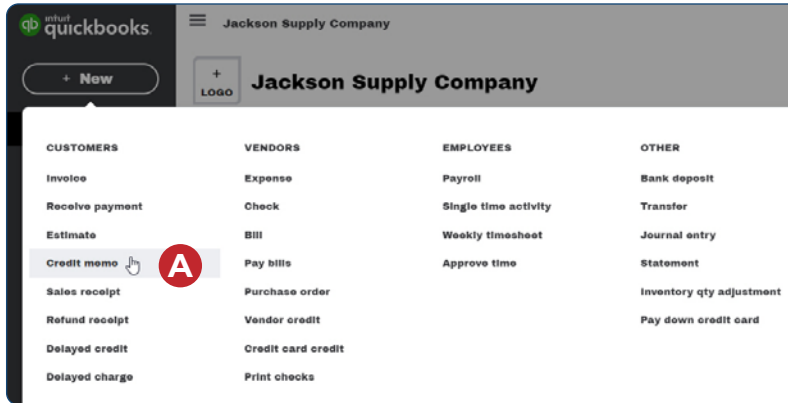 intuit
quickbooks.
Jackson Supply Company
+ New
+
LOGO
Jackson Supply Company
CUSTOMERS
Invoice
Receive payment
Estimate
Credit memo
A
Sales receipt
Refund receipt
Delayed credit
Delayed charge
VENDORS
Expense
Check
Bill
Pay bills
Purchase order
Vendor credit
Credit card credit
Print checks
EMPLOYEES
Payroll
Single time activity
Weekly timesheet
Approve time
OTHER
Bank deposit
Transfer
Journal entry
Statement
Inventory qty adjustment
Pay down credit card